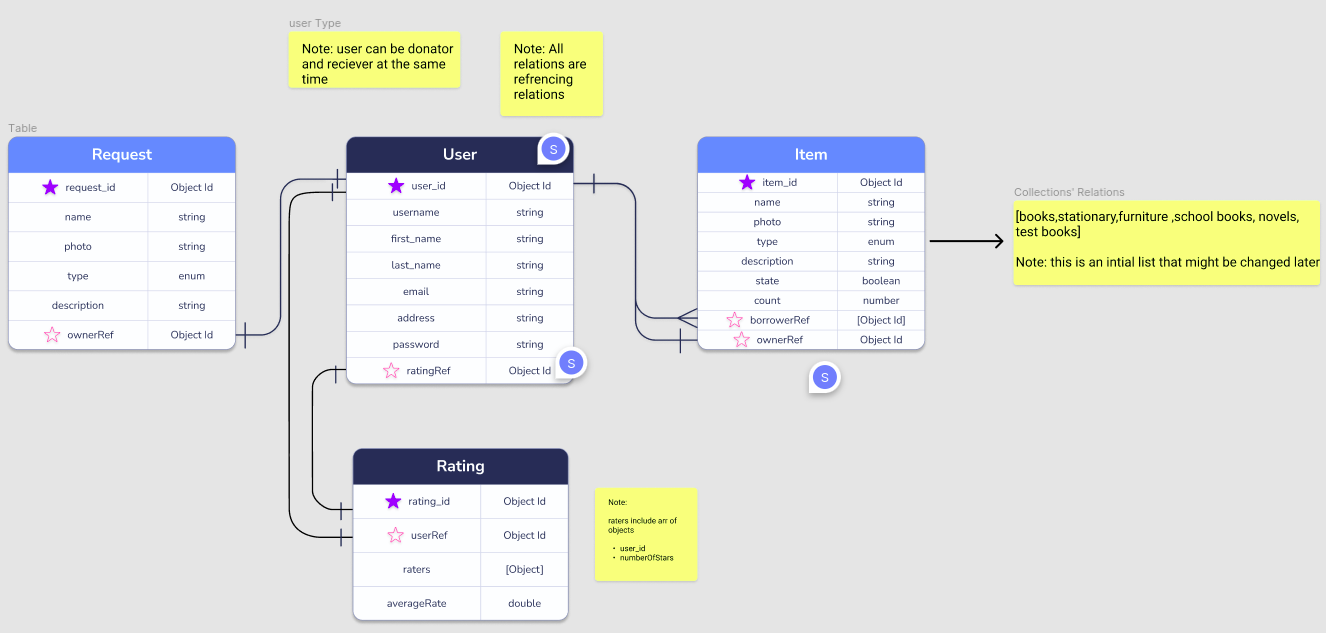 user Type
Note: user can be donator
and reciever at the same
time
Note: All
relations are
refrencing
relations
Table
Request
request_id Object Id
name string
photo string
type enum
description string
ownerRef Object Id
User
S
user_id Object Id
username string
first_name string
last_name string
email string
address string
password string
ratingRef Object Id
S
Item
item_id Object Id
name string
photo string
type enum
description string
state boolean
count number
borrowerRef [Object Id]
ownerRef Object Id
S
Collections' Relations
[books,stationary,furniture ,school books, novels,
test books]
Note: this is an intial list that might be changed later
Rating
rating_id Object Id
userRef Object Id
raters [Object]
averageRate double
Note:
raters include arr of
objects
• user_id
• numberOfStars